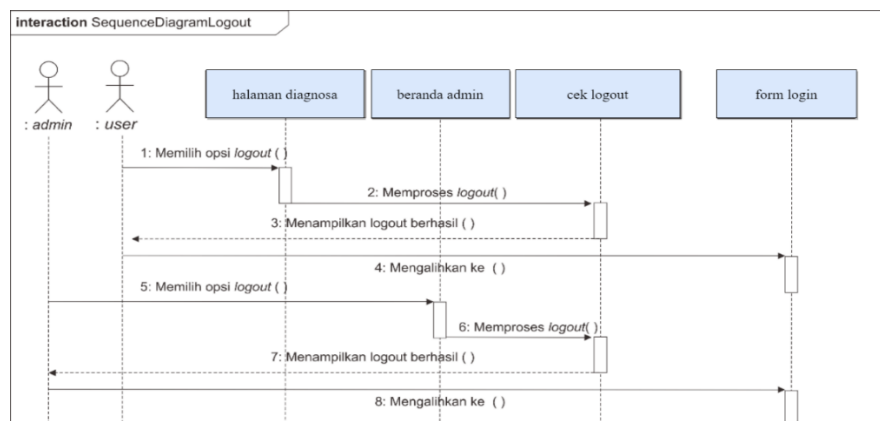 interaction SequenceDiagramLogout
: admin
: user
halaman diagnosa
beranda admin
cek logout
form login
1: Memilih opsi logout ( )
2: Memproses logout( )
3: Menampilkan logout berhasil ( )
4: Mengalihkan ke ( )
5: Memilih opsi logout ( )
6: Memproses logout( )
7: Menampilkan logout berhasil ( )
8: Mengalihkan ke ( )